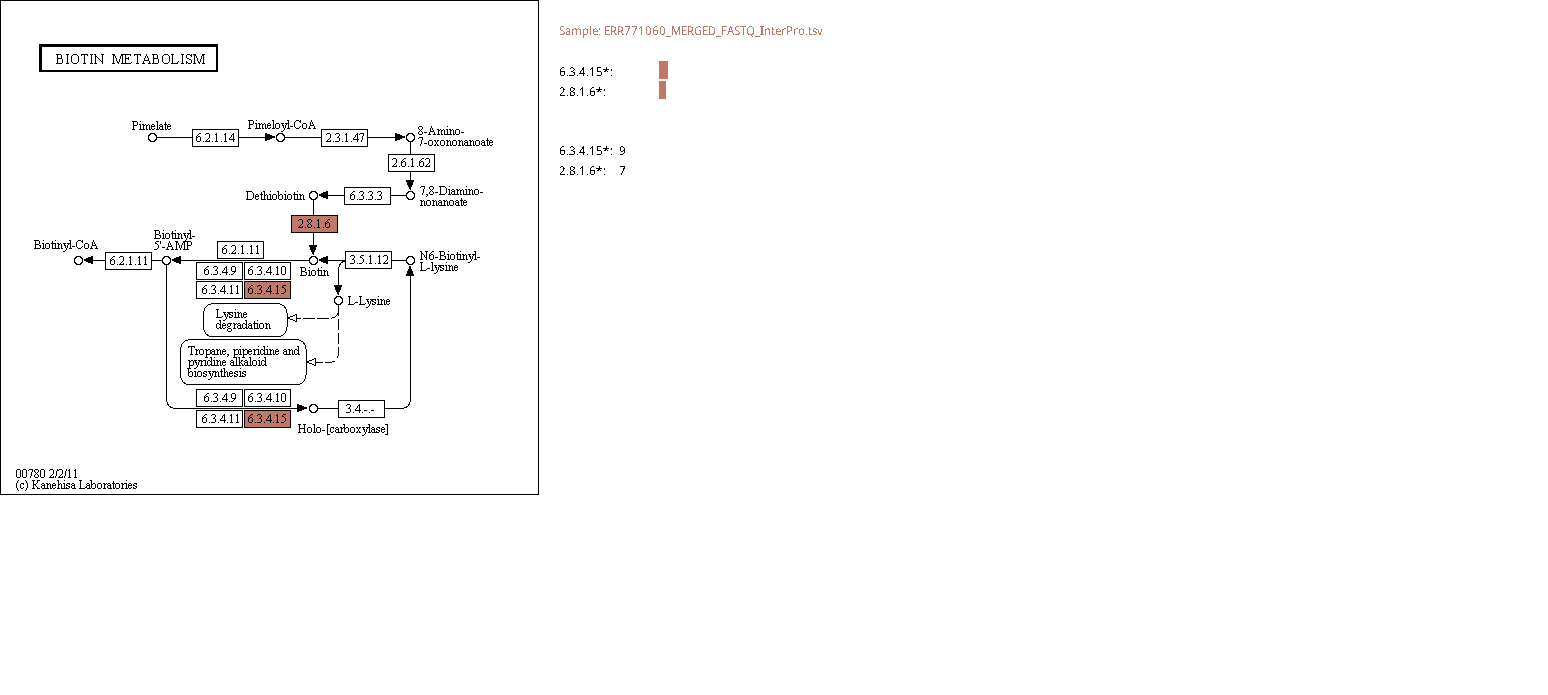 Sample: ERR771060_MERGED_FASTQ_InterPro.tsv
BIOTIN METABOLISM
6.3.4.15*:
2.8.1.6*:
Pimelate
6.2.1.14
Pimeloyl-CoA
2.3.1.47
8-Amino-
7-oxononanoate
2.6.1.62
6.3.4.15*: 9
2.8.1.6*: 7
Dethiobiotin
6.3.3.3
7,8-Diamino-
nonanoate
2.8.1.6
Biotinyl-CoA
6.2.1.11
Biotinyl-
5'-AMP
6.2.1.11
Biotin
3.5.1.12
N6-Biotinyl-
L-lysine
6.3.4.9
6.3.4.10
6.3.4.11
6.3.4.15
L-Lysine
Lysine
degradation
Tropane, piperidine and
pyridine alkaloid
biosynthesis
6.3.4.9
6.3.4.10
6.3.4.11
6.3.4.15
3.4.-.-
Holo-[carboxylase]
00780 2/2/11
(c) Kanehisa Laboratories